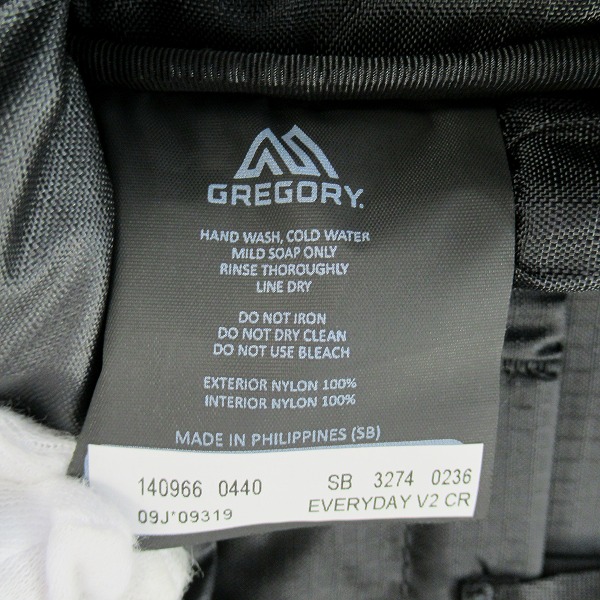 GREGORY.
HAND WASH, COLD WATER
MILD SOAP ONLY
RINSE THOROUGHLY
LINE DRY
DO NOT IRON
DO NOT DRY CLEAN
DO NOT USE BLEACH
EXTERIOR NYLON 100%
INTERIOR NYLON 100%
MADE IN PHILIPPINES (SB)
140966 0440 SB 3274 0236
09J'09319 EVERYDAY V2 CR